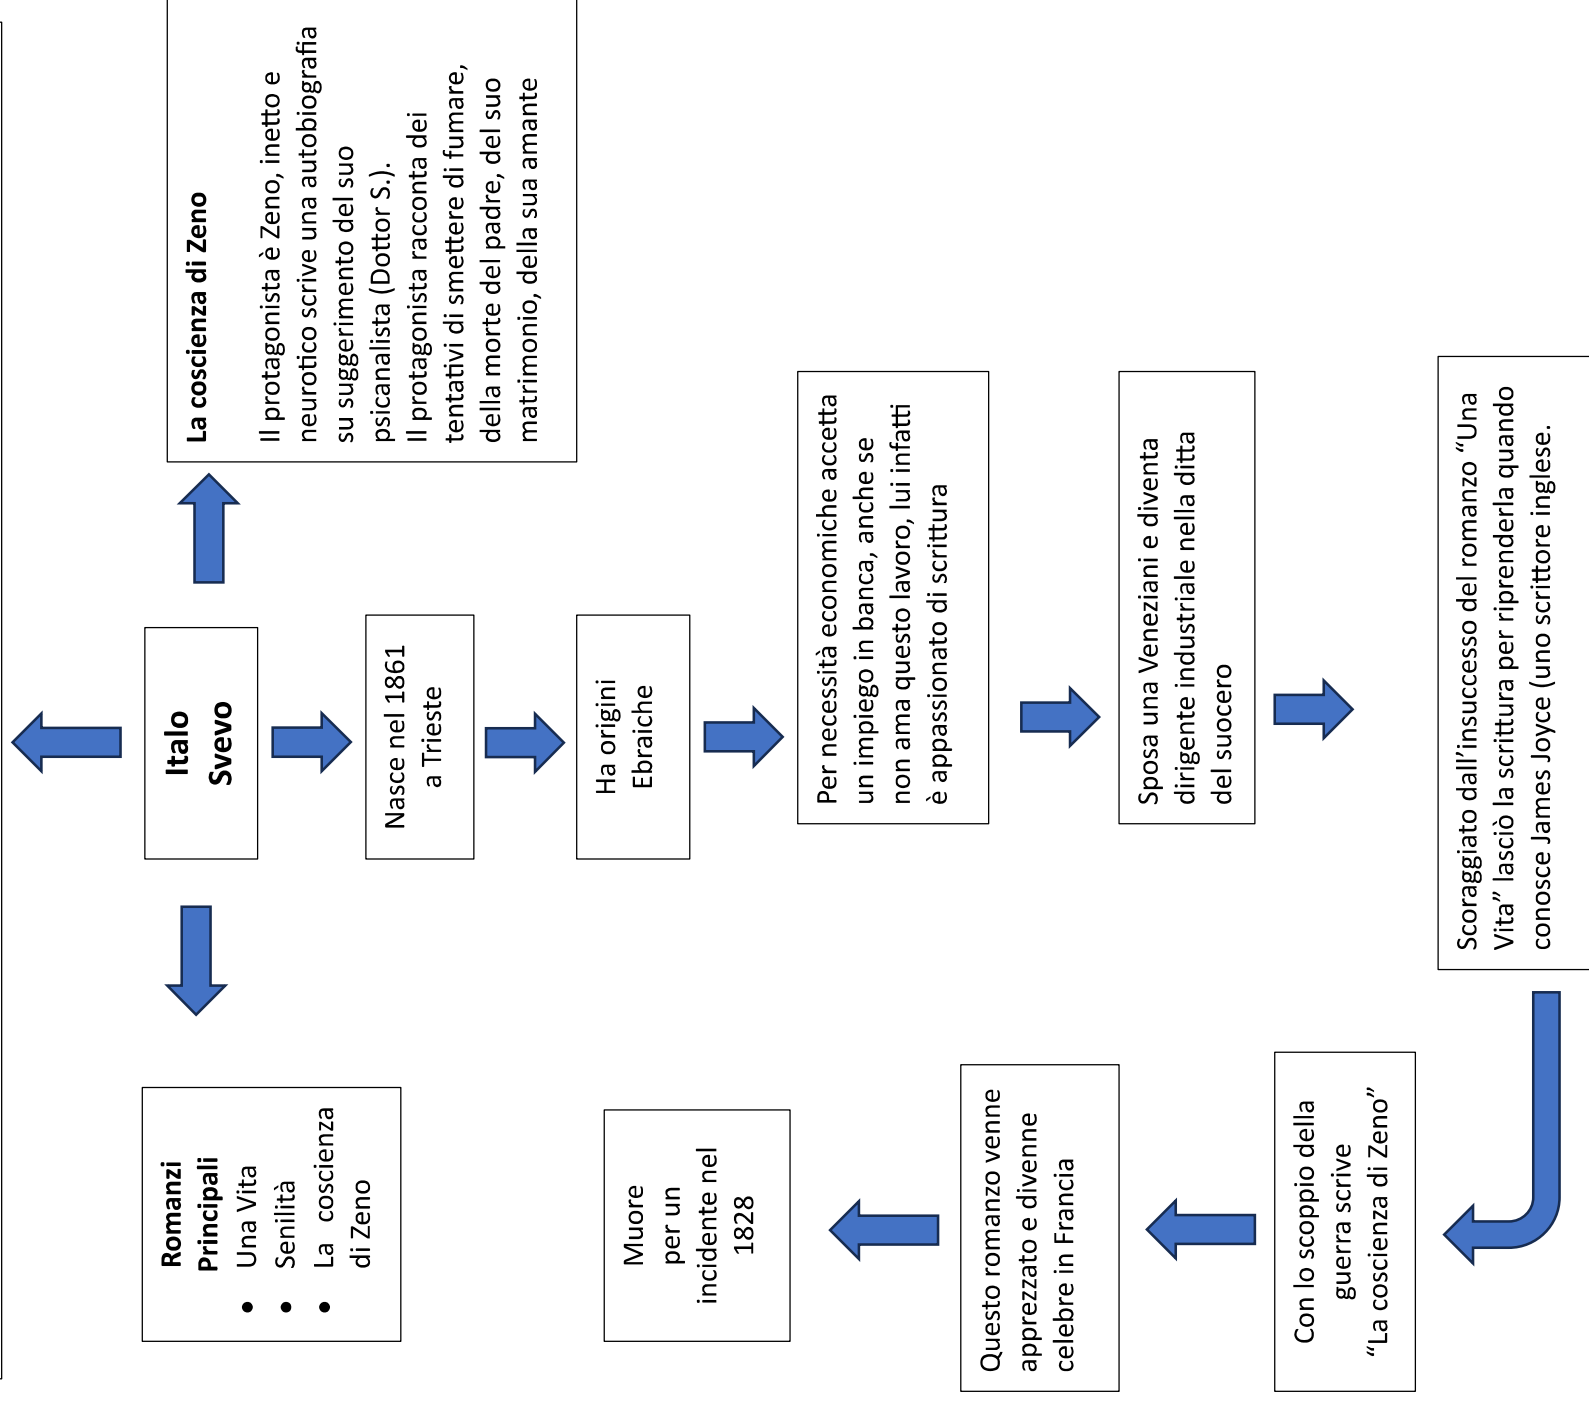 Italo
Svevo
La coscienza di Zeno
Il protagonista è Zeno, inetto e
neurotico scrive una autobiografia
su suggerimento del suo
psicanalista (Dottor S.).
Il protagonista racconta dei
tentativi di smettere di fumare,
della morte del padre, del suo
matrimonio, della sua amante
Romanzi
Principali
• Una Vita
• Senilità
• La coscienza
di Zeno
Nasce nel 1861
a Trieste
Ha origini
Ebraiche
Per necessità economiche accetta
un impiego in banca, anche se
non ama questo lavoro, lui infatti
è appassionato di scrittura
Sposa una Veneziani e diventa
dirigente industriale nella ditta
del suocero
Scoraggiato dall'insuccesso del romanzo “Una
Vita” lasciò la scrittura per riprenderla quando
conosce James Joyce (uno scrittore inglese.
Con lo scoppio della
guerra scrive
“La coscienza di Zeno”
Questo romanzo venne
apprezzato e divenne
celebre in Francia
Muore
per un
incidente nel
1828